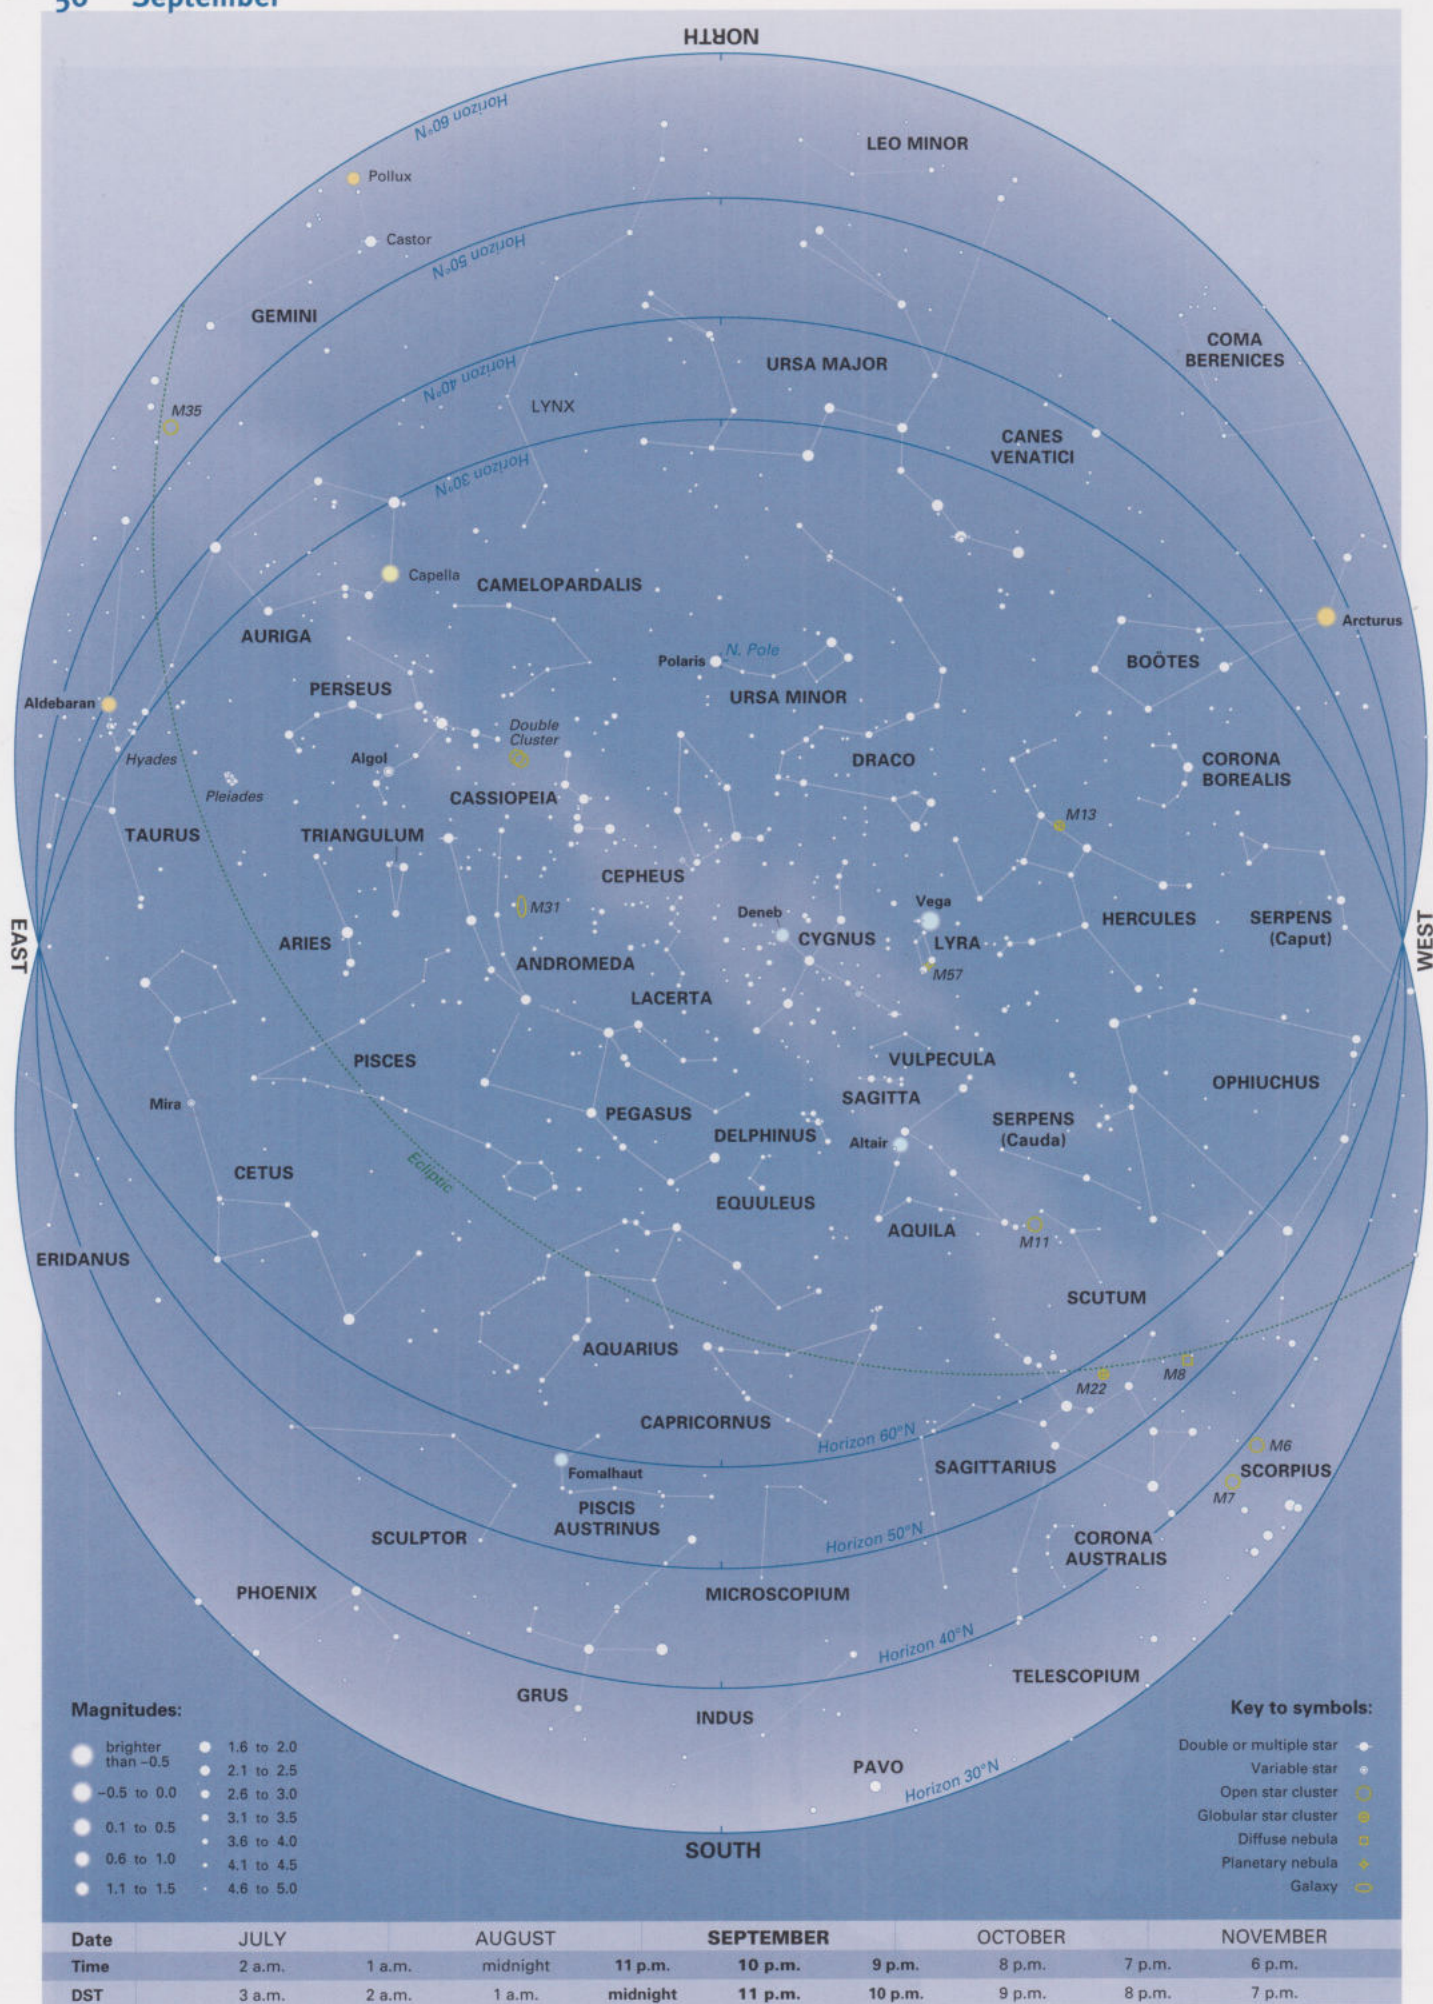 September
NORTH
Horizon 60°N
LEO MINOR
Pollux
Castor
Horizon 50°N
GEMINI
COMA
BERENICES
URSA MAJOR
Horizon 40°N
LYNX
M35
CANES
VENATICI
Horizon 30°N
Capella
CAMELOPARDALIS
Arcturus
AURIGA
N. Pole
Polaris
BOÖTES
PERSEUS
URSA MINOR
Aldebaran
Double
Cluster
Algol
DRACO
CORONA
BOREALIS
Hyades
Pleiades
CASSIOPEIA
M13
TAURUS
TRIANGULUM
CEPHEUS
M31
Deneb
Vega
EAST
ARIES
CYGNUS
LYRA
HERCULES
SERPENS
(Caput)
WEST
ANDROMEDA
M57
LACERTA
PISCES
VULPECULA
OPHIUCHUS
Mira
SAGITTA
PEGASUS
DELPHINUS
Altair
SERPENS
(Cauda)
Ecliptic
CETUS
EQUULEUS
AQUILA
M11
ERIDANUS
SCUTUM
AQUARIUS
M22
M8
CAPRICORNUS
Horizon 60°N
M6
Fomalhaut
SAGITTARIUS
SCORPIUS
M7
PISCIS
AUSTRINUS
SCULPTOR
Horizon 50°N
CORONA
AUSTRALIS
PHOENIX
MICROSCOPIUM
Horizon 40°N
TELESCOPIUM
GRUS
INDUS
PAVO
Horizon 30°N
SOUTH
Magnitudes:
brighter
than –0.5
–0.5 to 0.0
0.1 to 0.5
0.6 to 1.0
1.1 to 1.5
1.6 to 2.0
2.1 to 2.5
2.6 to 3.0
3.1 to 3.5
3.6 to 4.0
4.1 to 4.5
4.6 to 5.0
Key to symbols:
Double or multiple star
Variable star
Open star cluster
Globular star cluster
Diffuse nebula
Planetary nebula
Galaxy
Date JULY AUGUST SEPTEMBER OCTOBER NOVEMBER
Time 2 a.m. 1 a.m. midnight 11 p.m. 10 p.m. 9 p.m. 8 p.m. 7 p.m. 6 p.m.
DST 3 a.m. 2 a.m. 1 a.m. midnight 11 p.m. 10 p.m. 9 p.m. 8 p.m. 7 p.m.